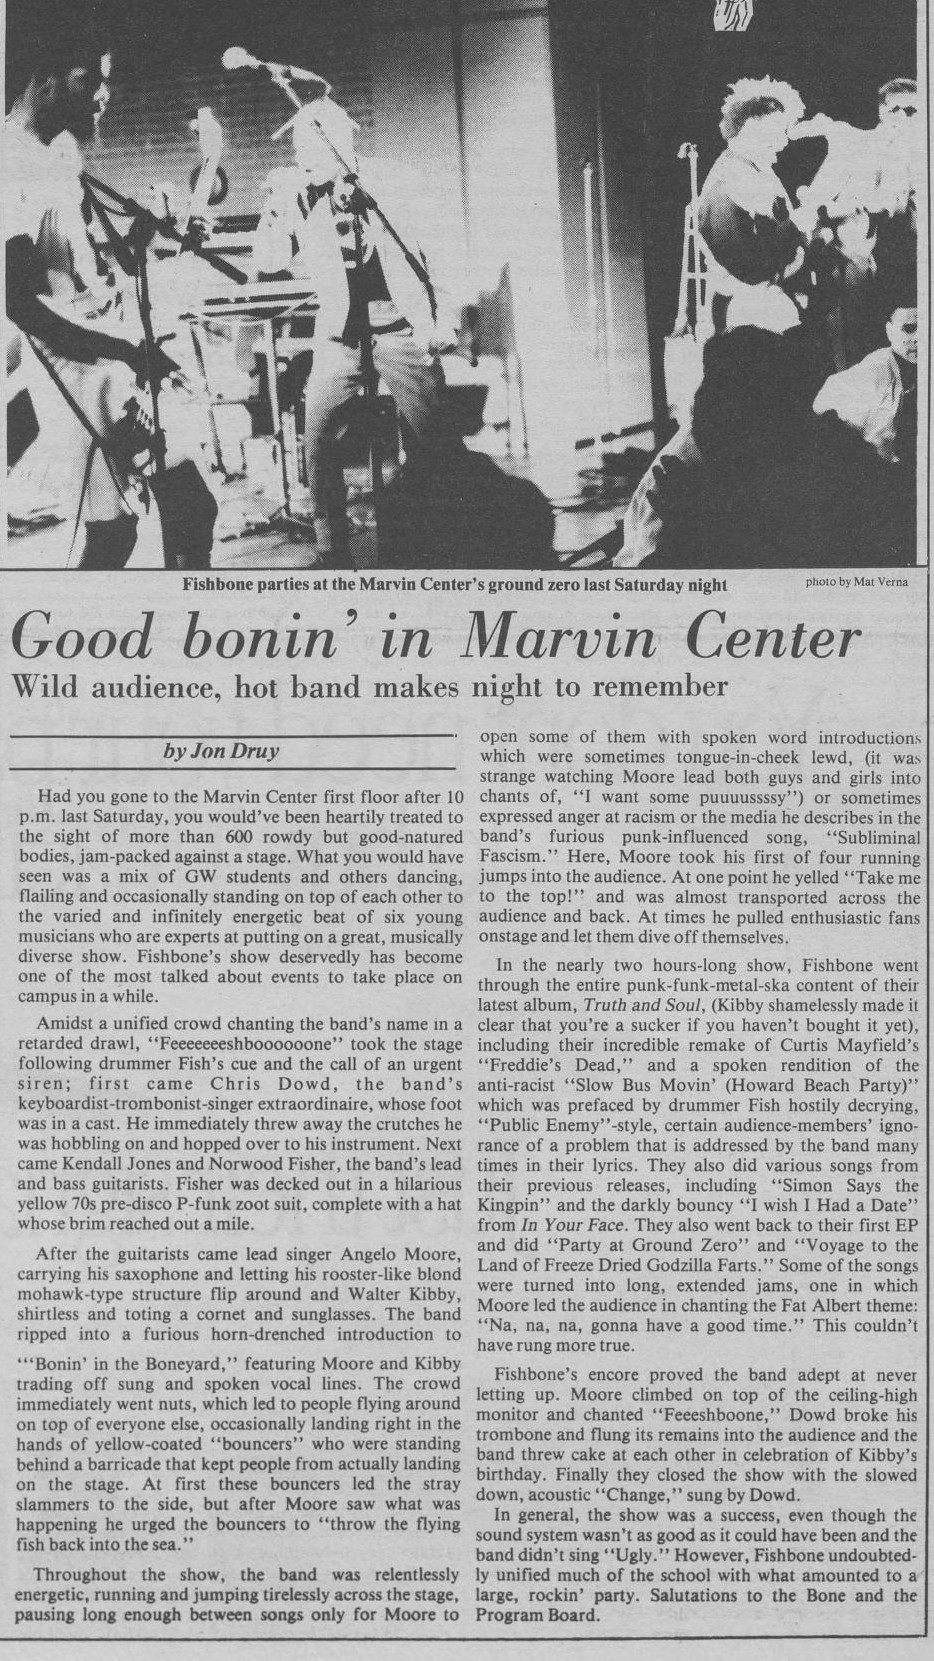 Fishbone parties at the Marvin Center's ground zero last Saturday night
photo by Mat Verna
Good bonin' in Marvin Center
Wild audience, hot band makes night to remember
by Jon Druy
Had you gone to the Marvin Center first floor after 10
p.m. last Saturday, you would've been heartily treated to
the sight of more than 600 rowdy but good-natured
bodies, jam-packed against a stage. What you would have
seen was a mix of GW students and others dancing,
flailing and occasionally standing on top of each other to
the varied and infinitely energetic beat of six young
musicians who are experts at putting on a great, musically
diverse show. Fishbone's show deservedly has become
one of the most talked about events to take place on
campus in a while.
Amidst a unified crowd chanting the band's name in a
retarded drawl, "Feeeeeeeshboooooone" took the stage
following drummer Fish's cue and the call of an urgent
siren; first came Chris Dowd, the band's
keyboardist-trombonist-singer extraordinaire, whose foot
was in a cast. He immediately threw away the crutches he
was hobbling on and hopped over to his instrument. Next
came Kendall Jones and Norwood Fisher, the band's lead
and bass guitarists. Fisher was decked out in a hilarious
yellow 70s pre-disco P-funk zoot suit, complete with a hat
whose brim reached out a mile.
After the guitarists came lead singer Angelo Moore,
carrying his saxophone and letting his rooster-like blond
mohawk-type structure flip around and Walter Kibby,
shirtless and toting a cornet and sunglasses. The band
ripped into a furious horn-drenched introduction to
"'Bonin' in the Boneyard," featuring Moore and Kibby
trading off sung and spoken vocal lines. The crowd
immediately went nuts, which led to people flying around
on top of everyone else, occasionally landing right in the
hands of yellow-coated "bouncers" who were standing
behind a barricade that kept people from actually landing
on the stage. At first these bouncers led the stray
slammers to the side, but after Moore saw what was
happening he urged the bouncers to "throw the flying
fish back into the sea."
Throughout the show, the band was relentlessly
energetic, running and jumping tirelessly across the stage,
pausing long enough between songs only for Moore to
open some of them with spoken word introductions
which were sometimes tongue-in-cheek lewd, (it was
strange watching Moore lead both guys and girls into
chants of, "I want some puuuussssy") or sometimes
expressed anger at racism or the media he describes in the
band's furious punk-influenced song, "Subliminal
Fascism." Here, Moore took his first of four running
jumps into the audience. At one point he yelled "Take me
to the top!" and was almost transported across the
audience and back. At times he pulled enthusiastic fans
onstage and let them dive off themselves.
In the nearly two hours-long show, Fishbone went
through the entire punk-funk-metal-ska content of their
latest album, Truth and Soul, (Kibby shamelessly made it
clear that you're a sucker if you haven't bought it yet),
including their incredible remake of Curtis Mayfield's
"Freddie's Dead," and a spoken rendition of the
anti-racist "Slow Bus Movin' (Howard Beach Party)"
which was prefaced by drummer Fish hostily decrying,
"Public Enemy"-style, certain audience-members' igno-
rance of a problem that is addressed by the band many
times in their lyrics. They also did various songs from
their previous releases, including "Simon Says the
Kingpin" and the darkly bouncy "I wish I Had a Date"
from In Your Face. They also went back to their first EP
and did "Party at Ground Zero" and "Voyage to the
Land of Freeze Dried Godzilla Farts." Some of the songs
were turned into long, extended jams, one in which
Moore led the audience in chanting the Fat Albert theme:
"Na, na, na, gonna have a good time." This couldn't
have rung more true.
Fishbone's encore proved the band adept at never
letting up. Moore climbed on top of the ceiling-high
monitor and chanted "Feeeshboone," Dowd broke his
trombone and flung its remains into the audience and the
band threw cake at each other in celebration of Kibby's
birthday. Finally they closed the show with the slowed
down, acoustic "Change," sung by Dowd.
In general, the show was a success, even though the
sound system wasn't as good as it could have been and the
band didn't sing "Ugly." However, Fishbone undoubted-
ly unified much of the school with what amounted to a
large, rockin' party. Salutations to the Bone and the
Program Board.